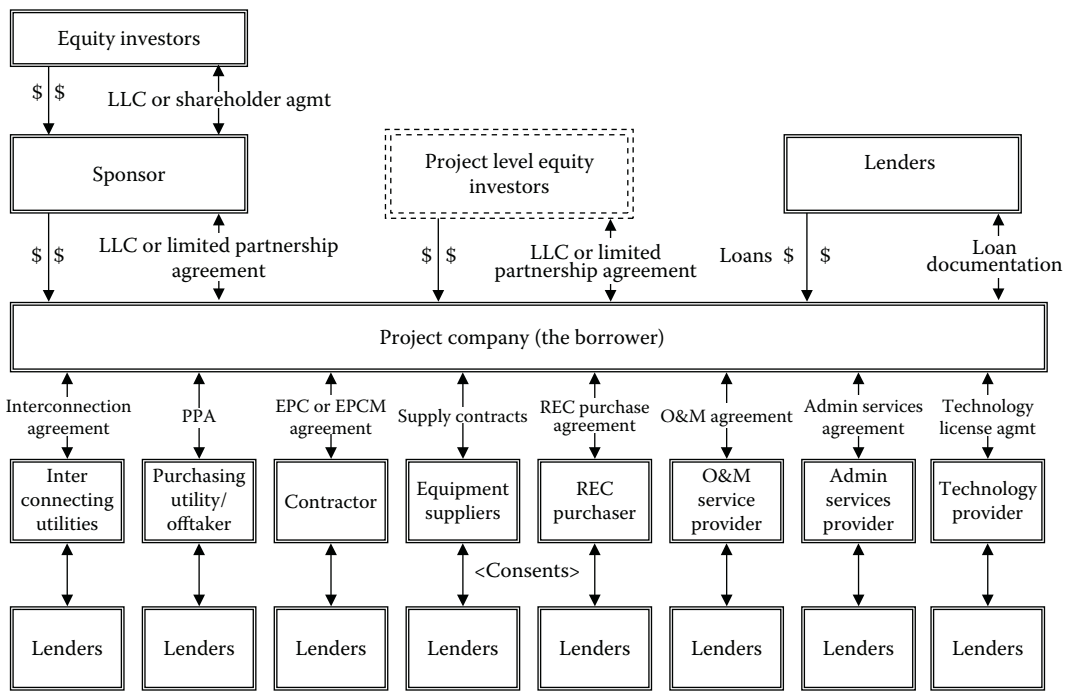 Equity investors
$ $
LLC or shareholder agmt
Sponsor
Project level equity
investors
Lenders
$ $
LLC or limited partnership
agreement
$ $
LLC or limited
partnership agreement
Loans $ $
Loan
documentation
Project company (the borrower)
Interconnection
agreement
PPA
EPC or EPCM
agreement
Supply contracts
REC purchase
agreement
O&M agreement
Admin services
agreement
Technology
license agmt
Inter
connecting
utilities
Purchasing
utility/
offtaker
Contractor
Equipment
suppliers
REC
purchaser
O&M
service
provider
Admin
services
provider
Technology
provider
<Consents>
Lenders
Lenders
Lenders
Lenders
Lenders
Lenders
Lenders
Lenders